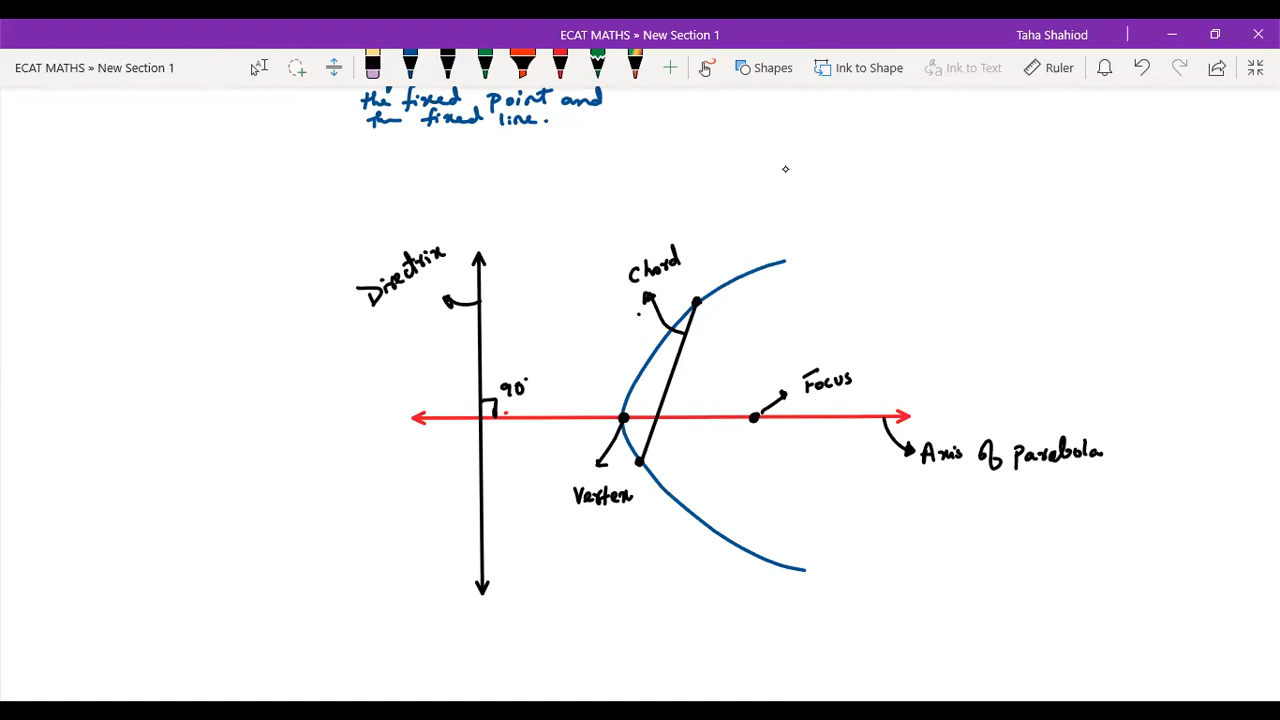 ECAT MATHS » New Section 1
Taha Shahiod
ECAT MATHS » New Section 1
Shapes
Ink to Shape
Ink to Text
Ruler
the fixed point and
the fixed line.
Directrix
Chord
90°
Focus
Axis of parabola
Vertex